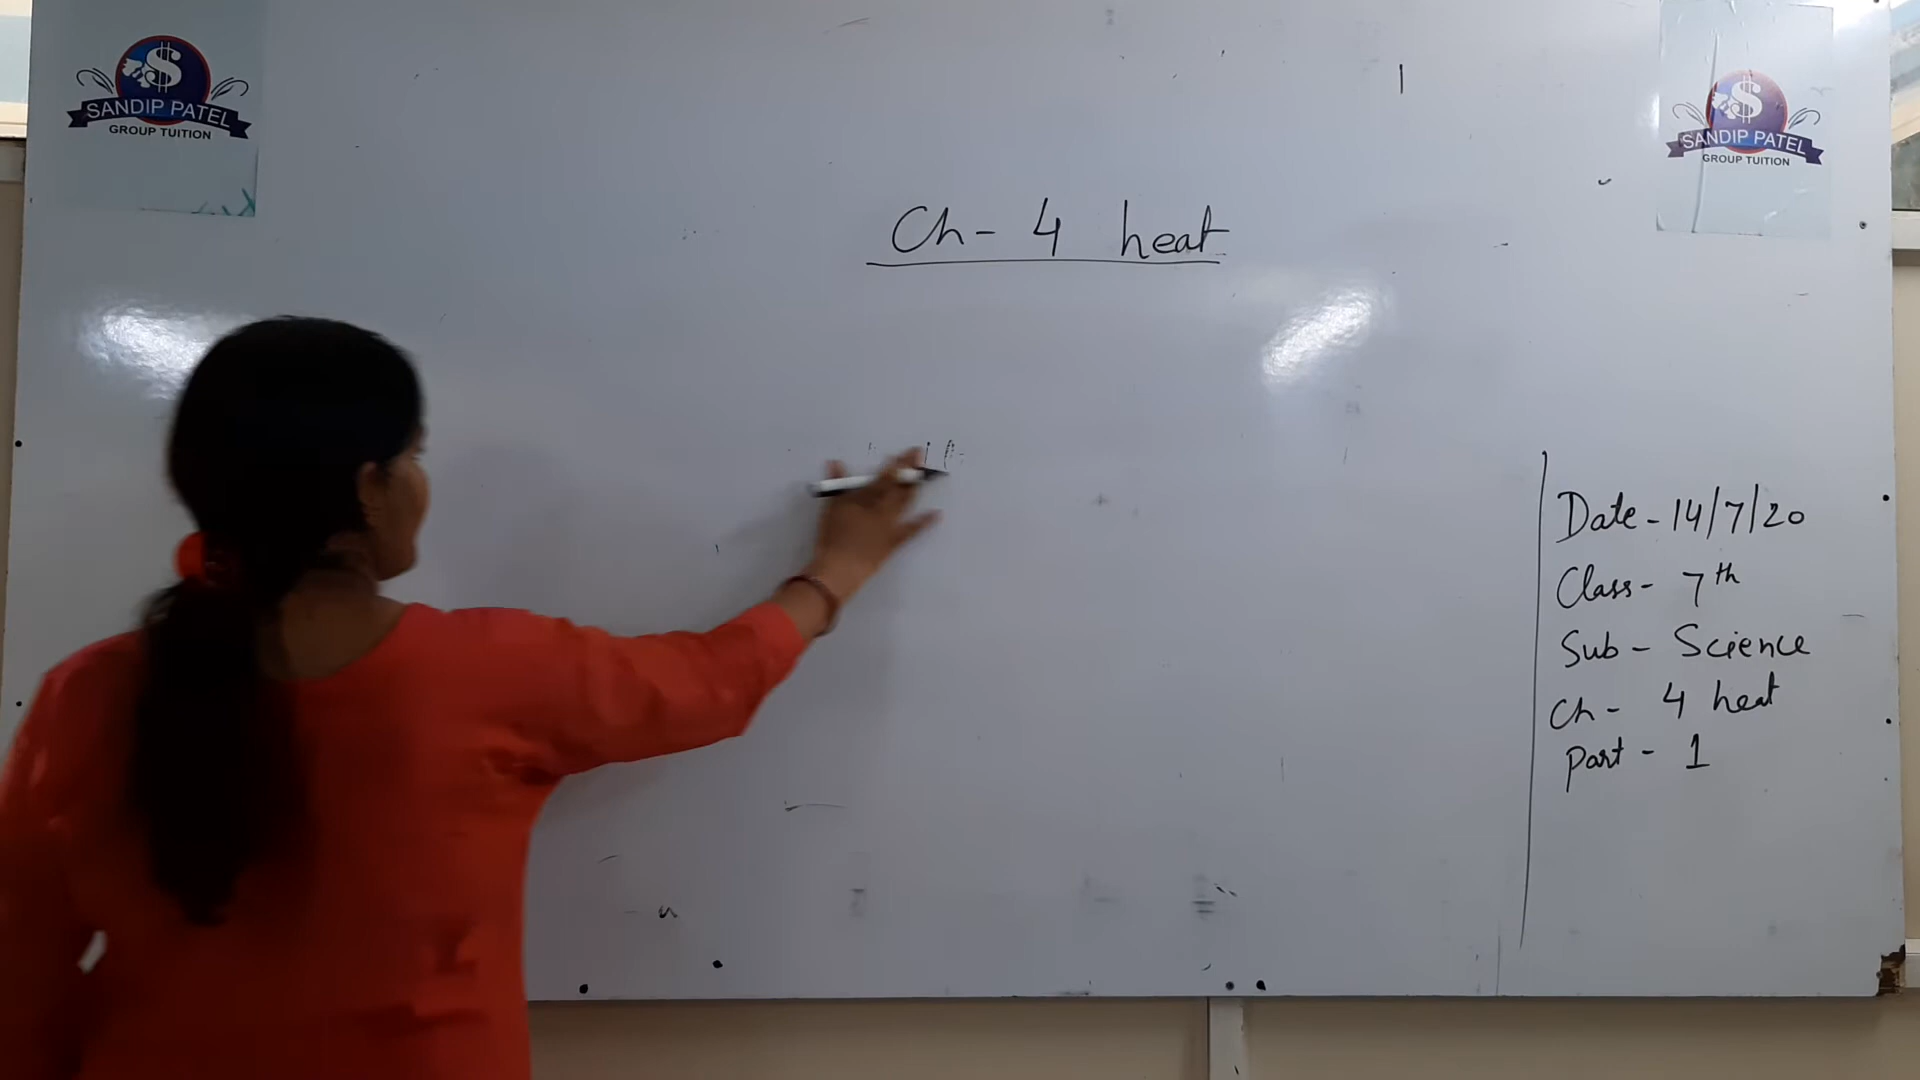 $
SANDIP PATEL
GROUP TUITION
$
SANDIP PATEL
GROUP TUITION
Ch- 4 heat
Date - 14/7/20
Class- 7th
Sub - Science
Ch- 4 heat
Part - 1